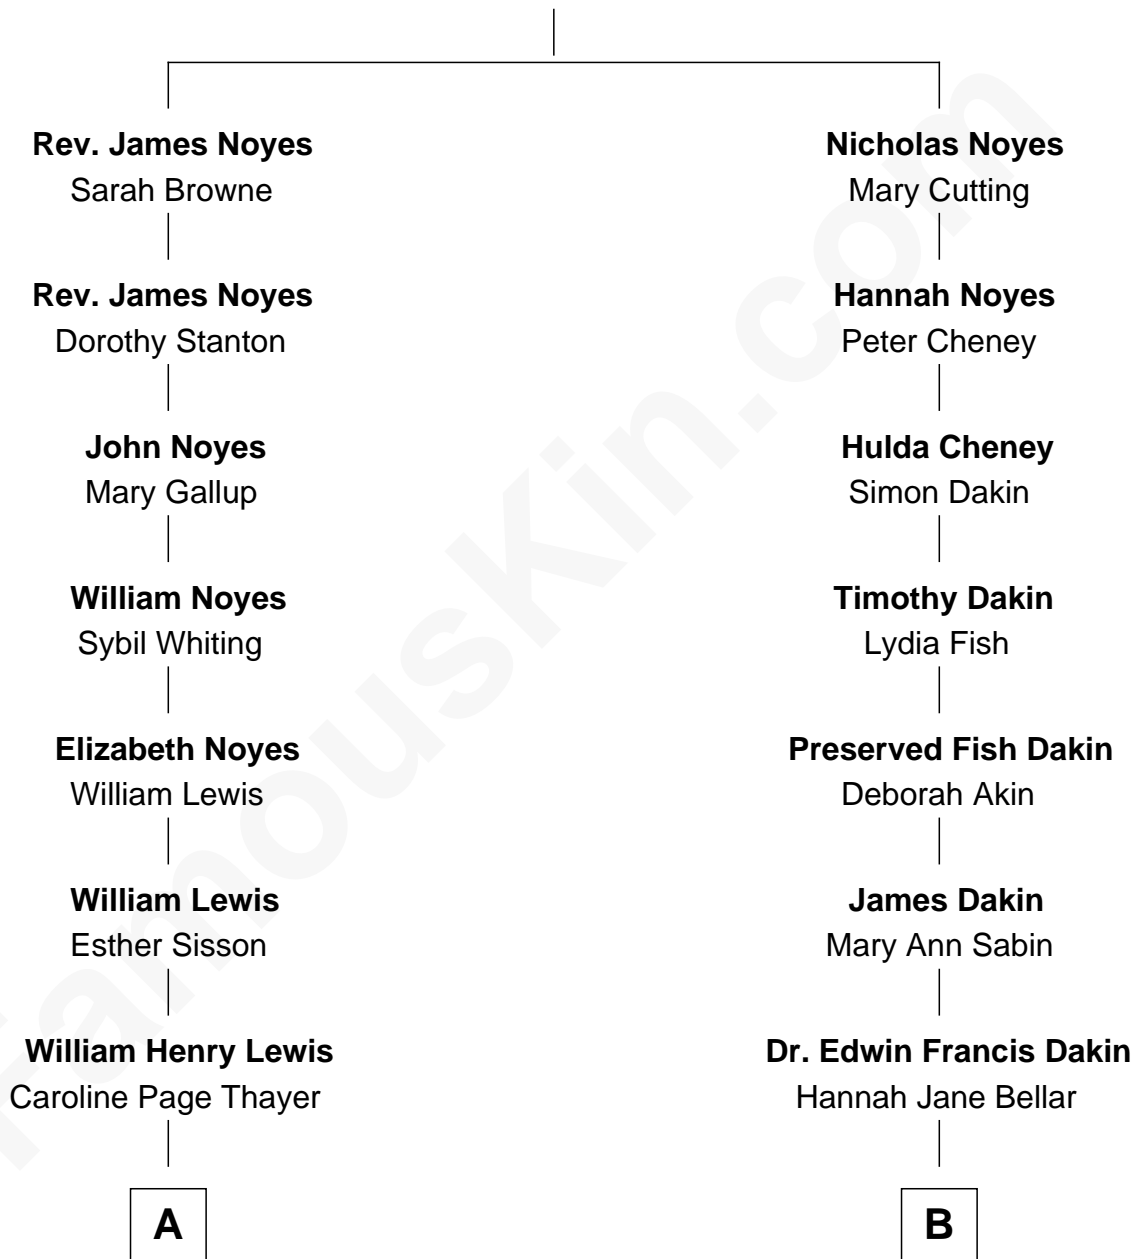 Rev. James Noyes
Sarah Browne
Rev. James Noyes
Dorothy Stanton
John Noyes
Mary Gallup
William Noyes
Sybil Whiting
Elizabeth Noyes
William Lewis
William Lewis
Esther Sisson
William Henry Lewis
Caroline Page Thayer
A
Nicholas Noyes
Mary Cutting
Hannah Noyes
Peter Cheney
Hulda Cheney
Simon Dakin
Timothy Dakin
Lydia Fish
Preserved Fish Dakin
Deborah Akin
James Dakin
Mary Ann Sabin
Dr. Edwin Francis Dakin
Hannah Jane Bellar
B
FamousKin.com